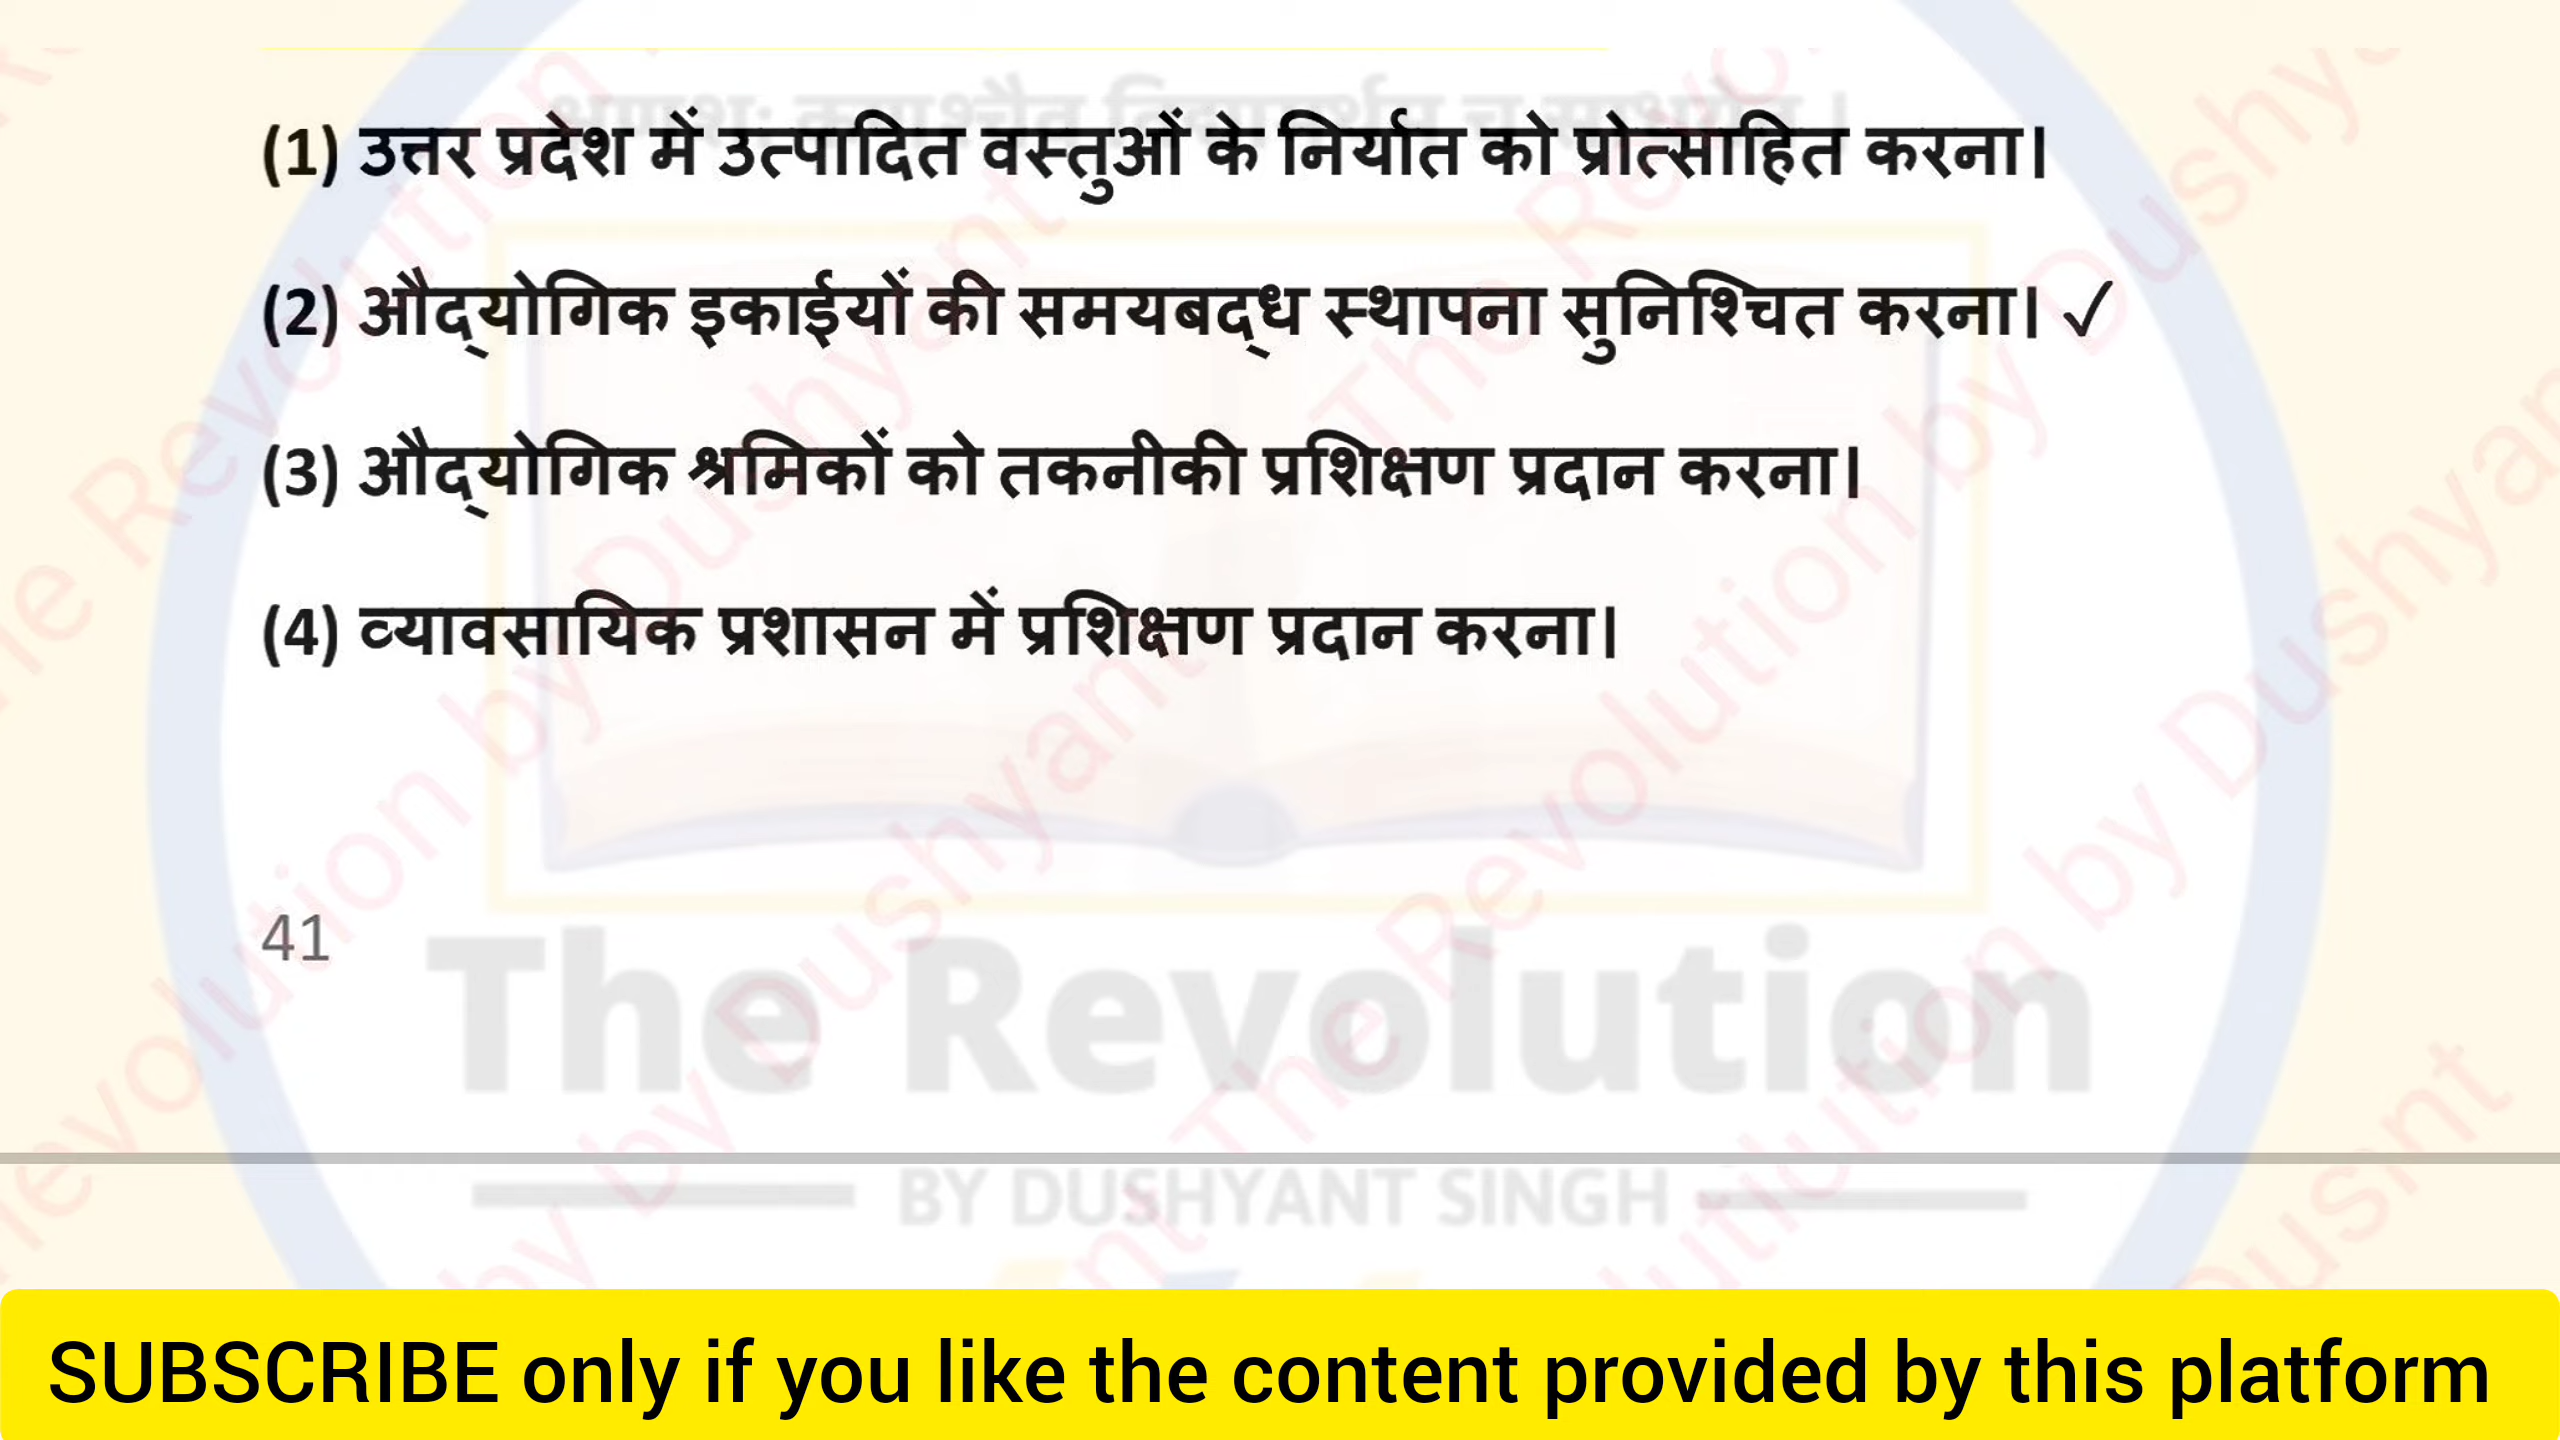 (1) उत्तर प्रदेश में उत्पादित वस्तुओं के निर्यात को प्रोत्साहित करना।
(2) औद्योगिक इकाईयों की समयबद्ध स्थापना सुनिश्चित करना। ✓
(3) औद्योगिक श्रमिकों को तकनीकी प्रशिक्षण प्रदान करना।
(4) व्यावसायिक प्रशासन में प्रशिक्षण प्रदान करना।
41
The Revolution
BY DUSHYANT SINGH
SUBSCRIBE only if you like the content provided by this platform